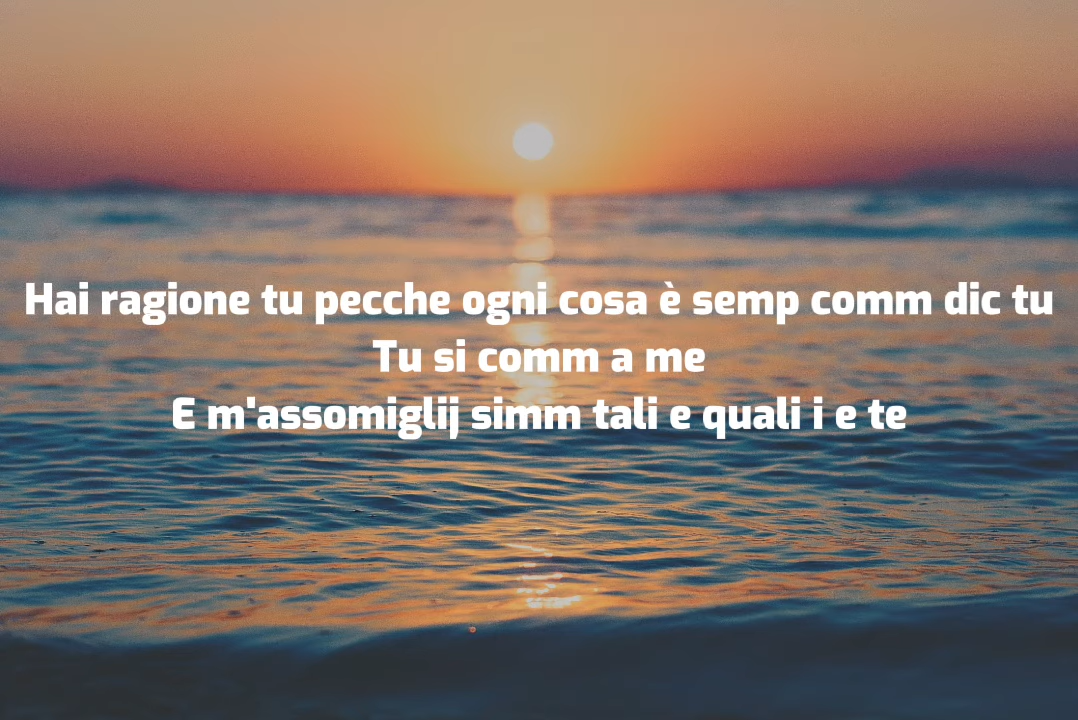 Hai ragione tu pecche ogni cosa è semp comm dic tu
Tu si comm a me
E m'assomiglij simm tali e quali i e te